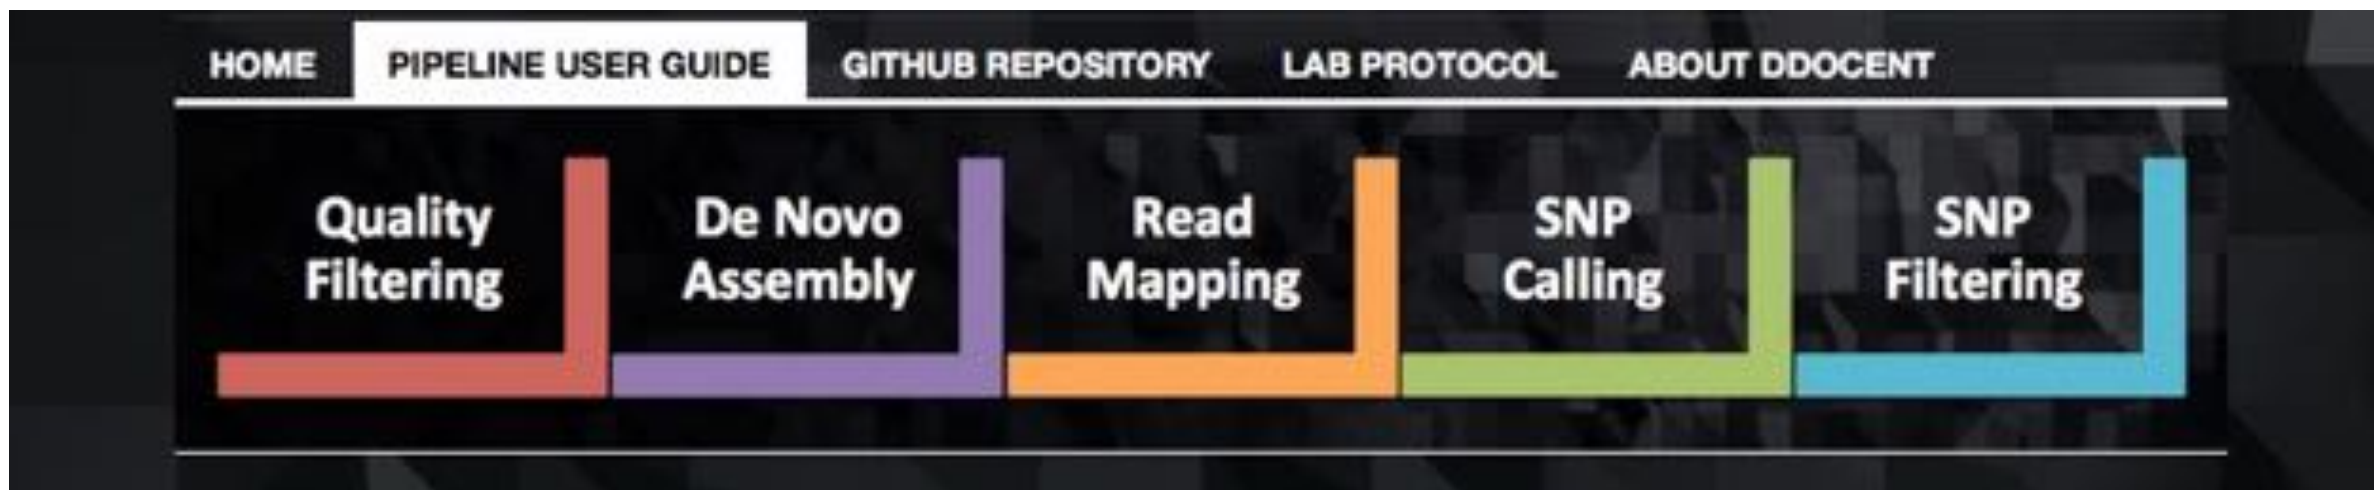 HOME PIPELINE USER GUIDE GITHUB REPOSITORY LAB PROTOCOL ABOUT DDOCENT
Quality
Filtering
De Novo
Assembly
Read
Mapping
SNP
Calling
SNP
Filtering